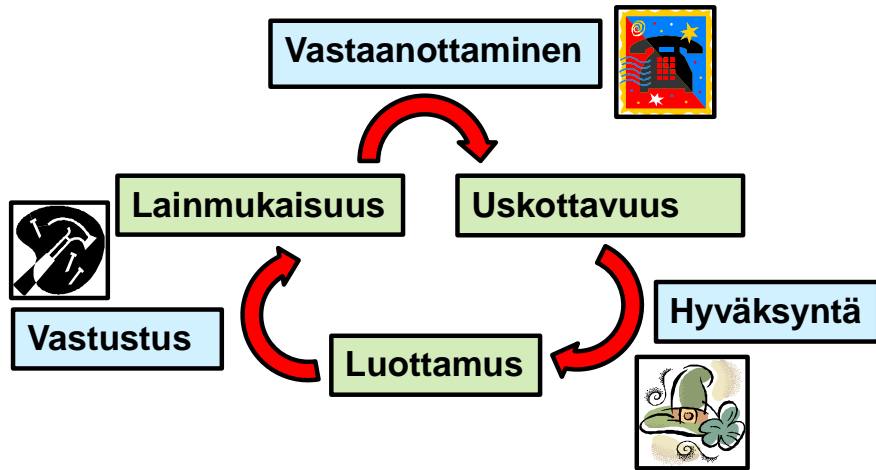 Vastaanottaminen
Lainmukaisuus
Uskottavuus
Hyväksyntä
Vastustus
Luottamus